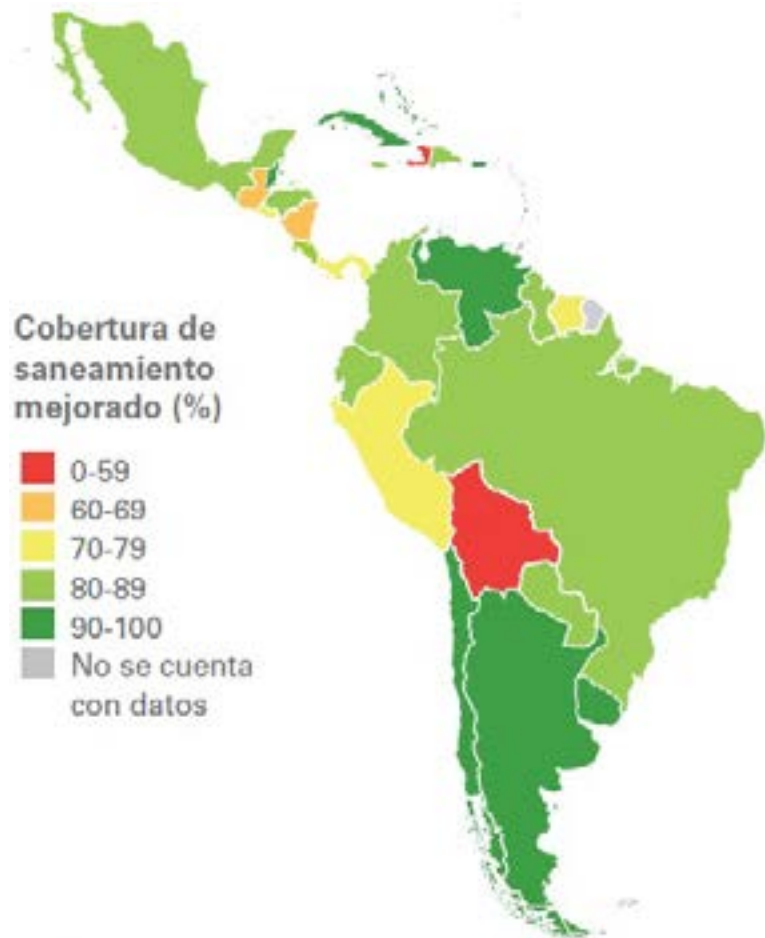 Cobertura de
saneamiento
mejorado (%)
0-59
60-69
70-79
80-89
90-100
No se cuenta
con datos